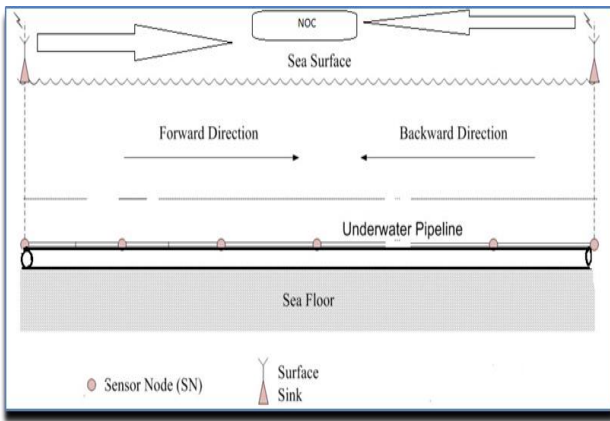 NOC
Sea Surface
Forward Direction
Backward Direction
Underwater Pipeline
Sea Floor
Sensor Node (SN)
Surface
Sink